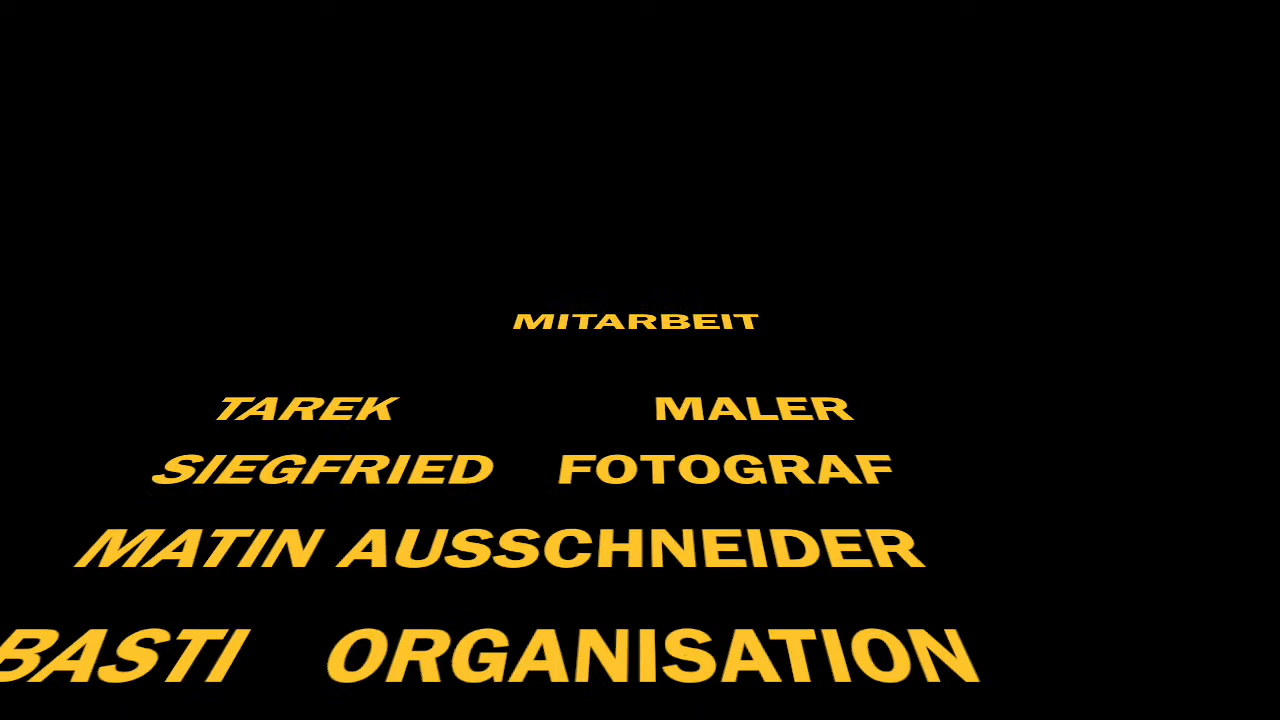 MITARBEIT
TAREK MALER
SIEGFRIED FOTOGRAF
MATIN AUSSCHNEIDER
BASTI ORGANISATION